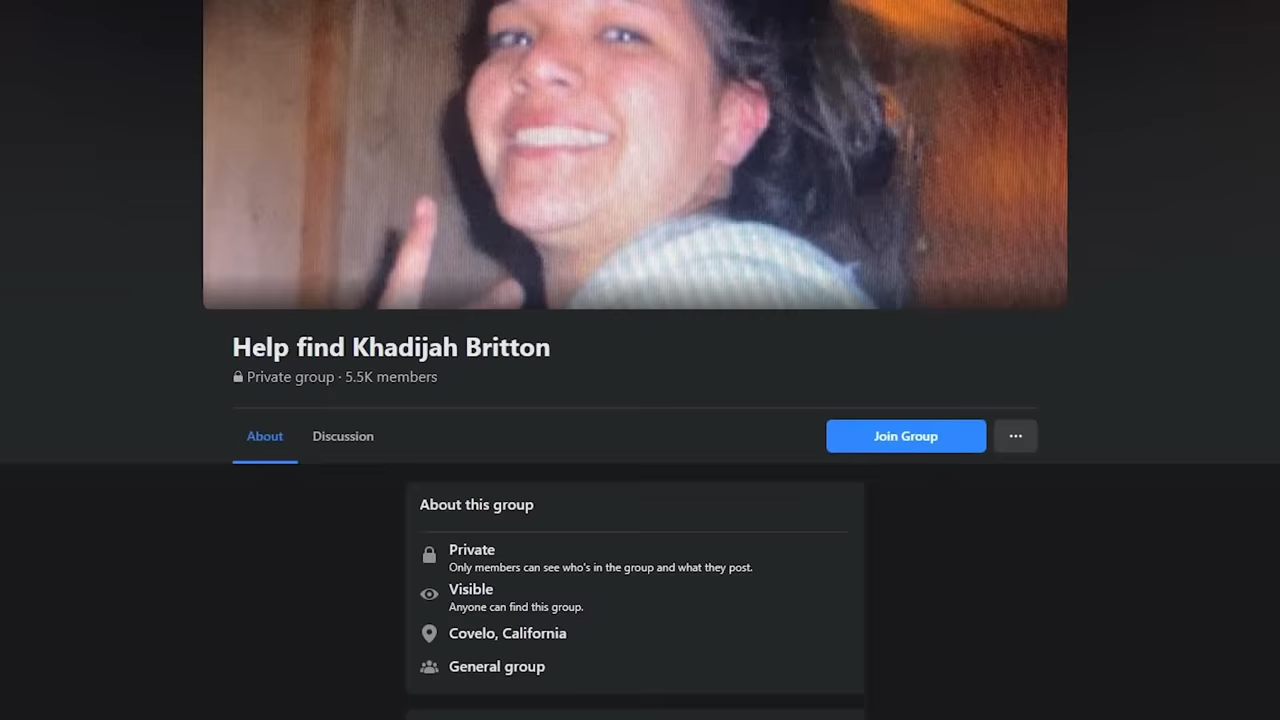 Help find Khadijah Britton
Private group · 5.5K members
About Discussion Join Group ···
About this group
Private
Only members can see who's in the group and what they post.
Visible
Anyone can find this group.
Covelo, California
General group